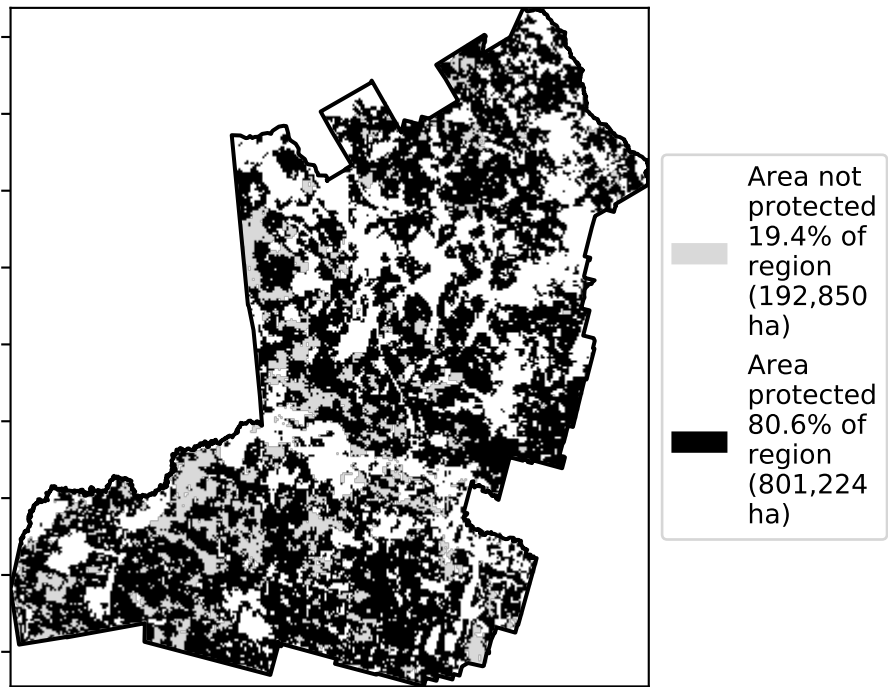 Area not
protected
19.4% of
region
(192,850
ha)
Area
protected
80.6% of
region
(801,224
ha)